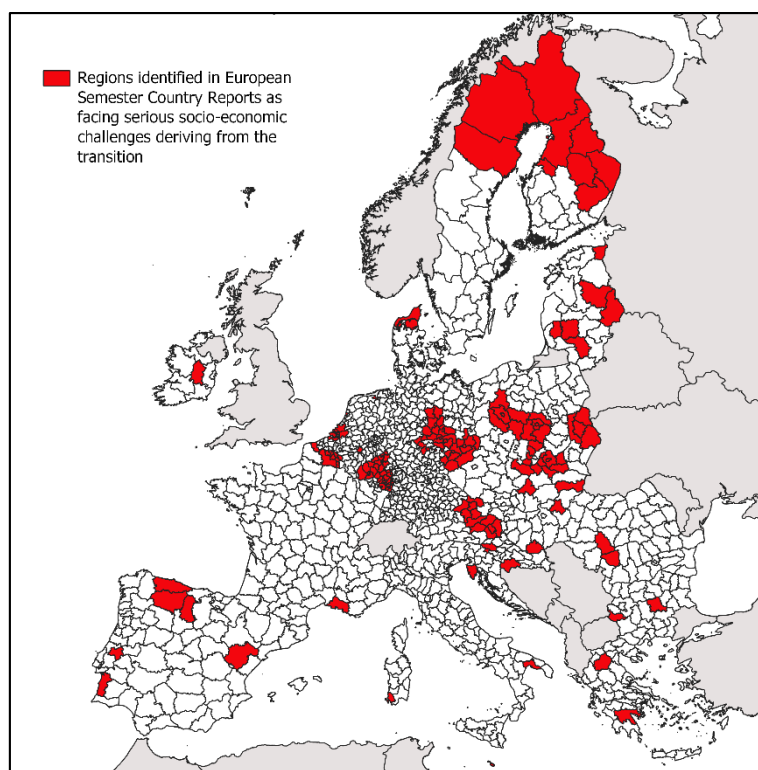 Regions identified in European
Semester Country Reports as
facing serious socio-economic
challenges deriving from the
transition